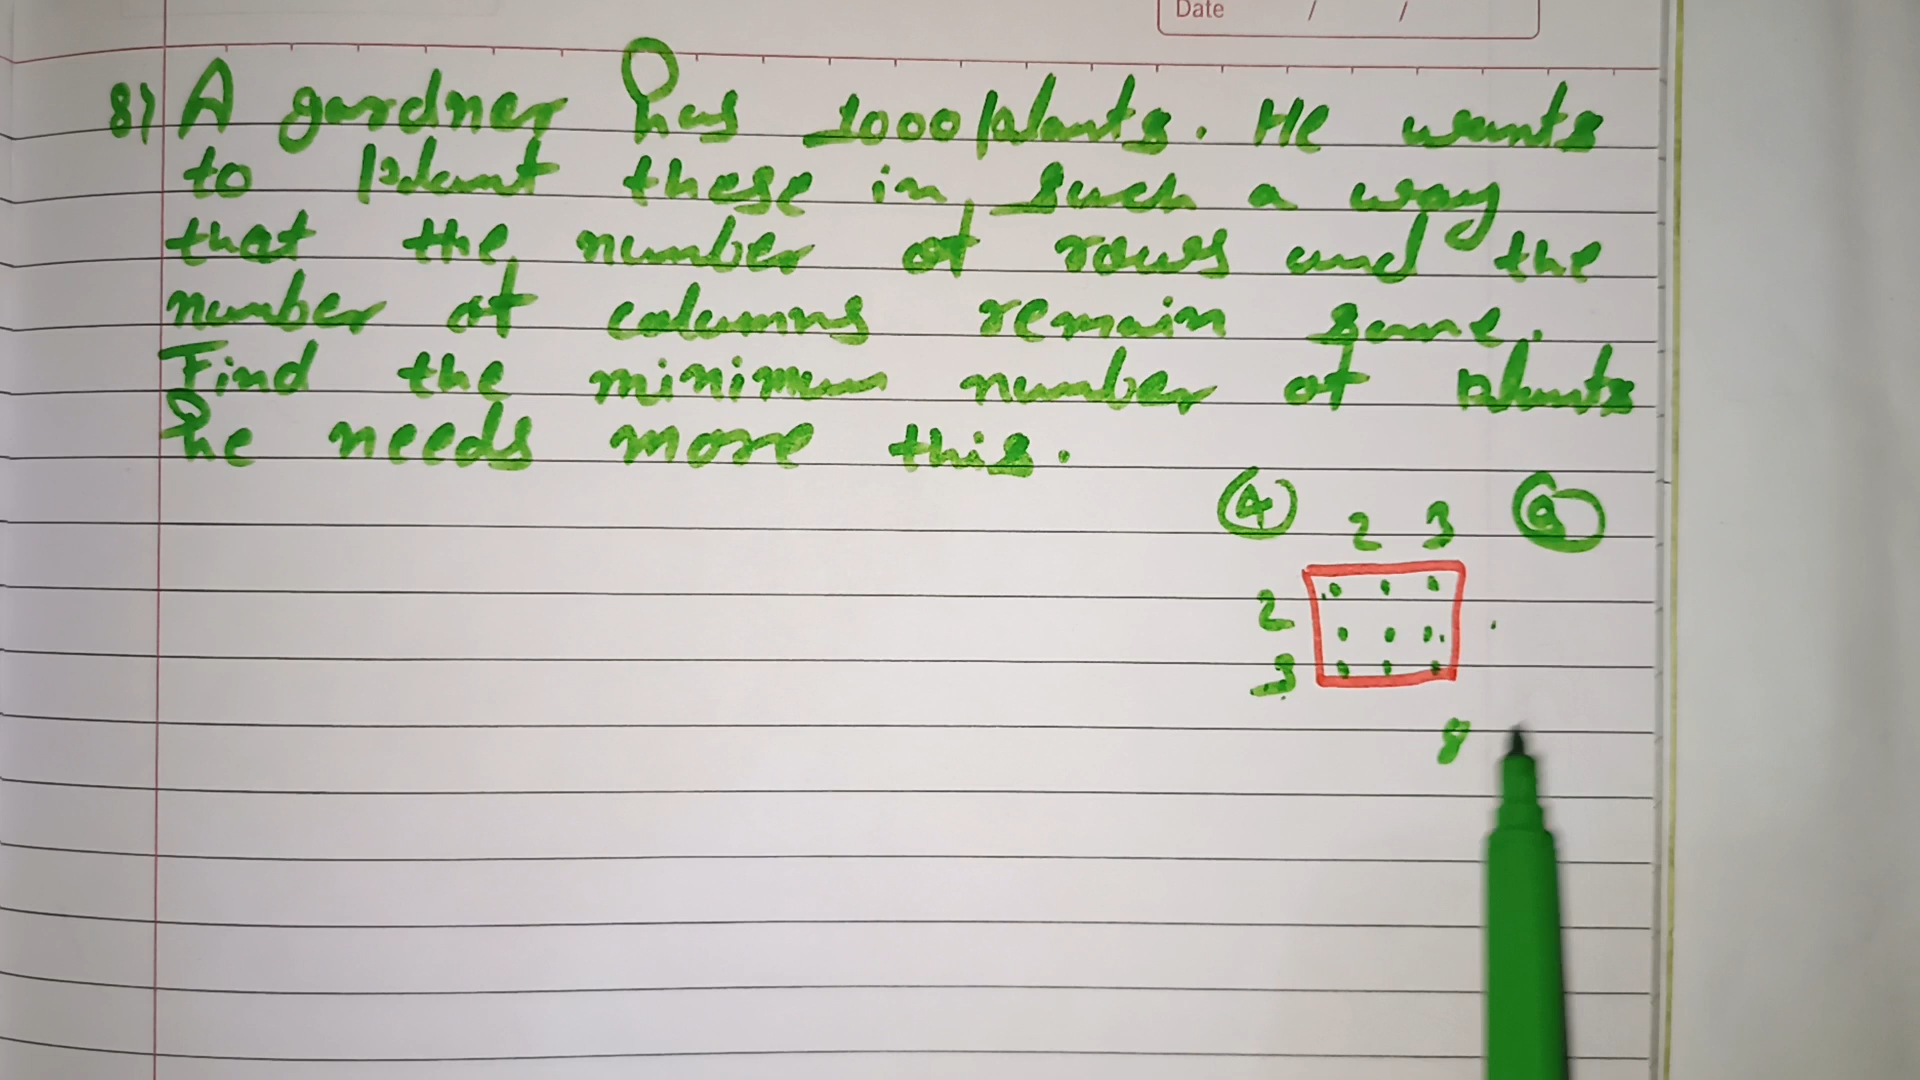 Date / /
8) A gardner has 1000 plants. He wants
to plant these in such a way
that the number of rows and the
number of columns remain same.
Find the minimum number of plants
he needs more this.
4 2 3 9
2
3
8